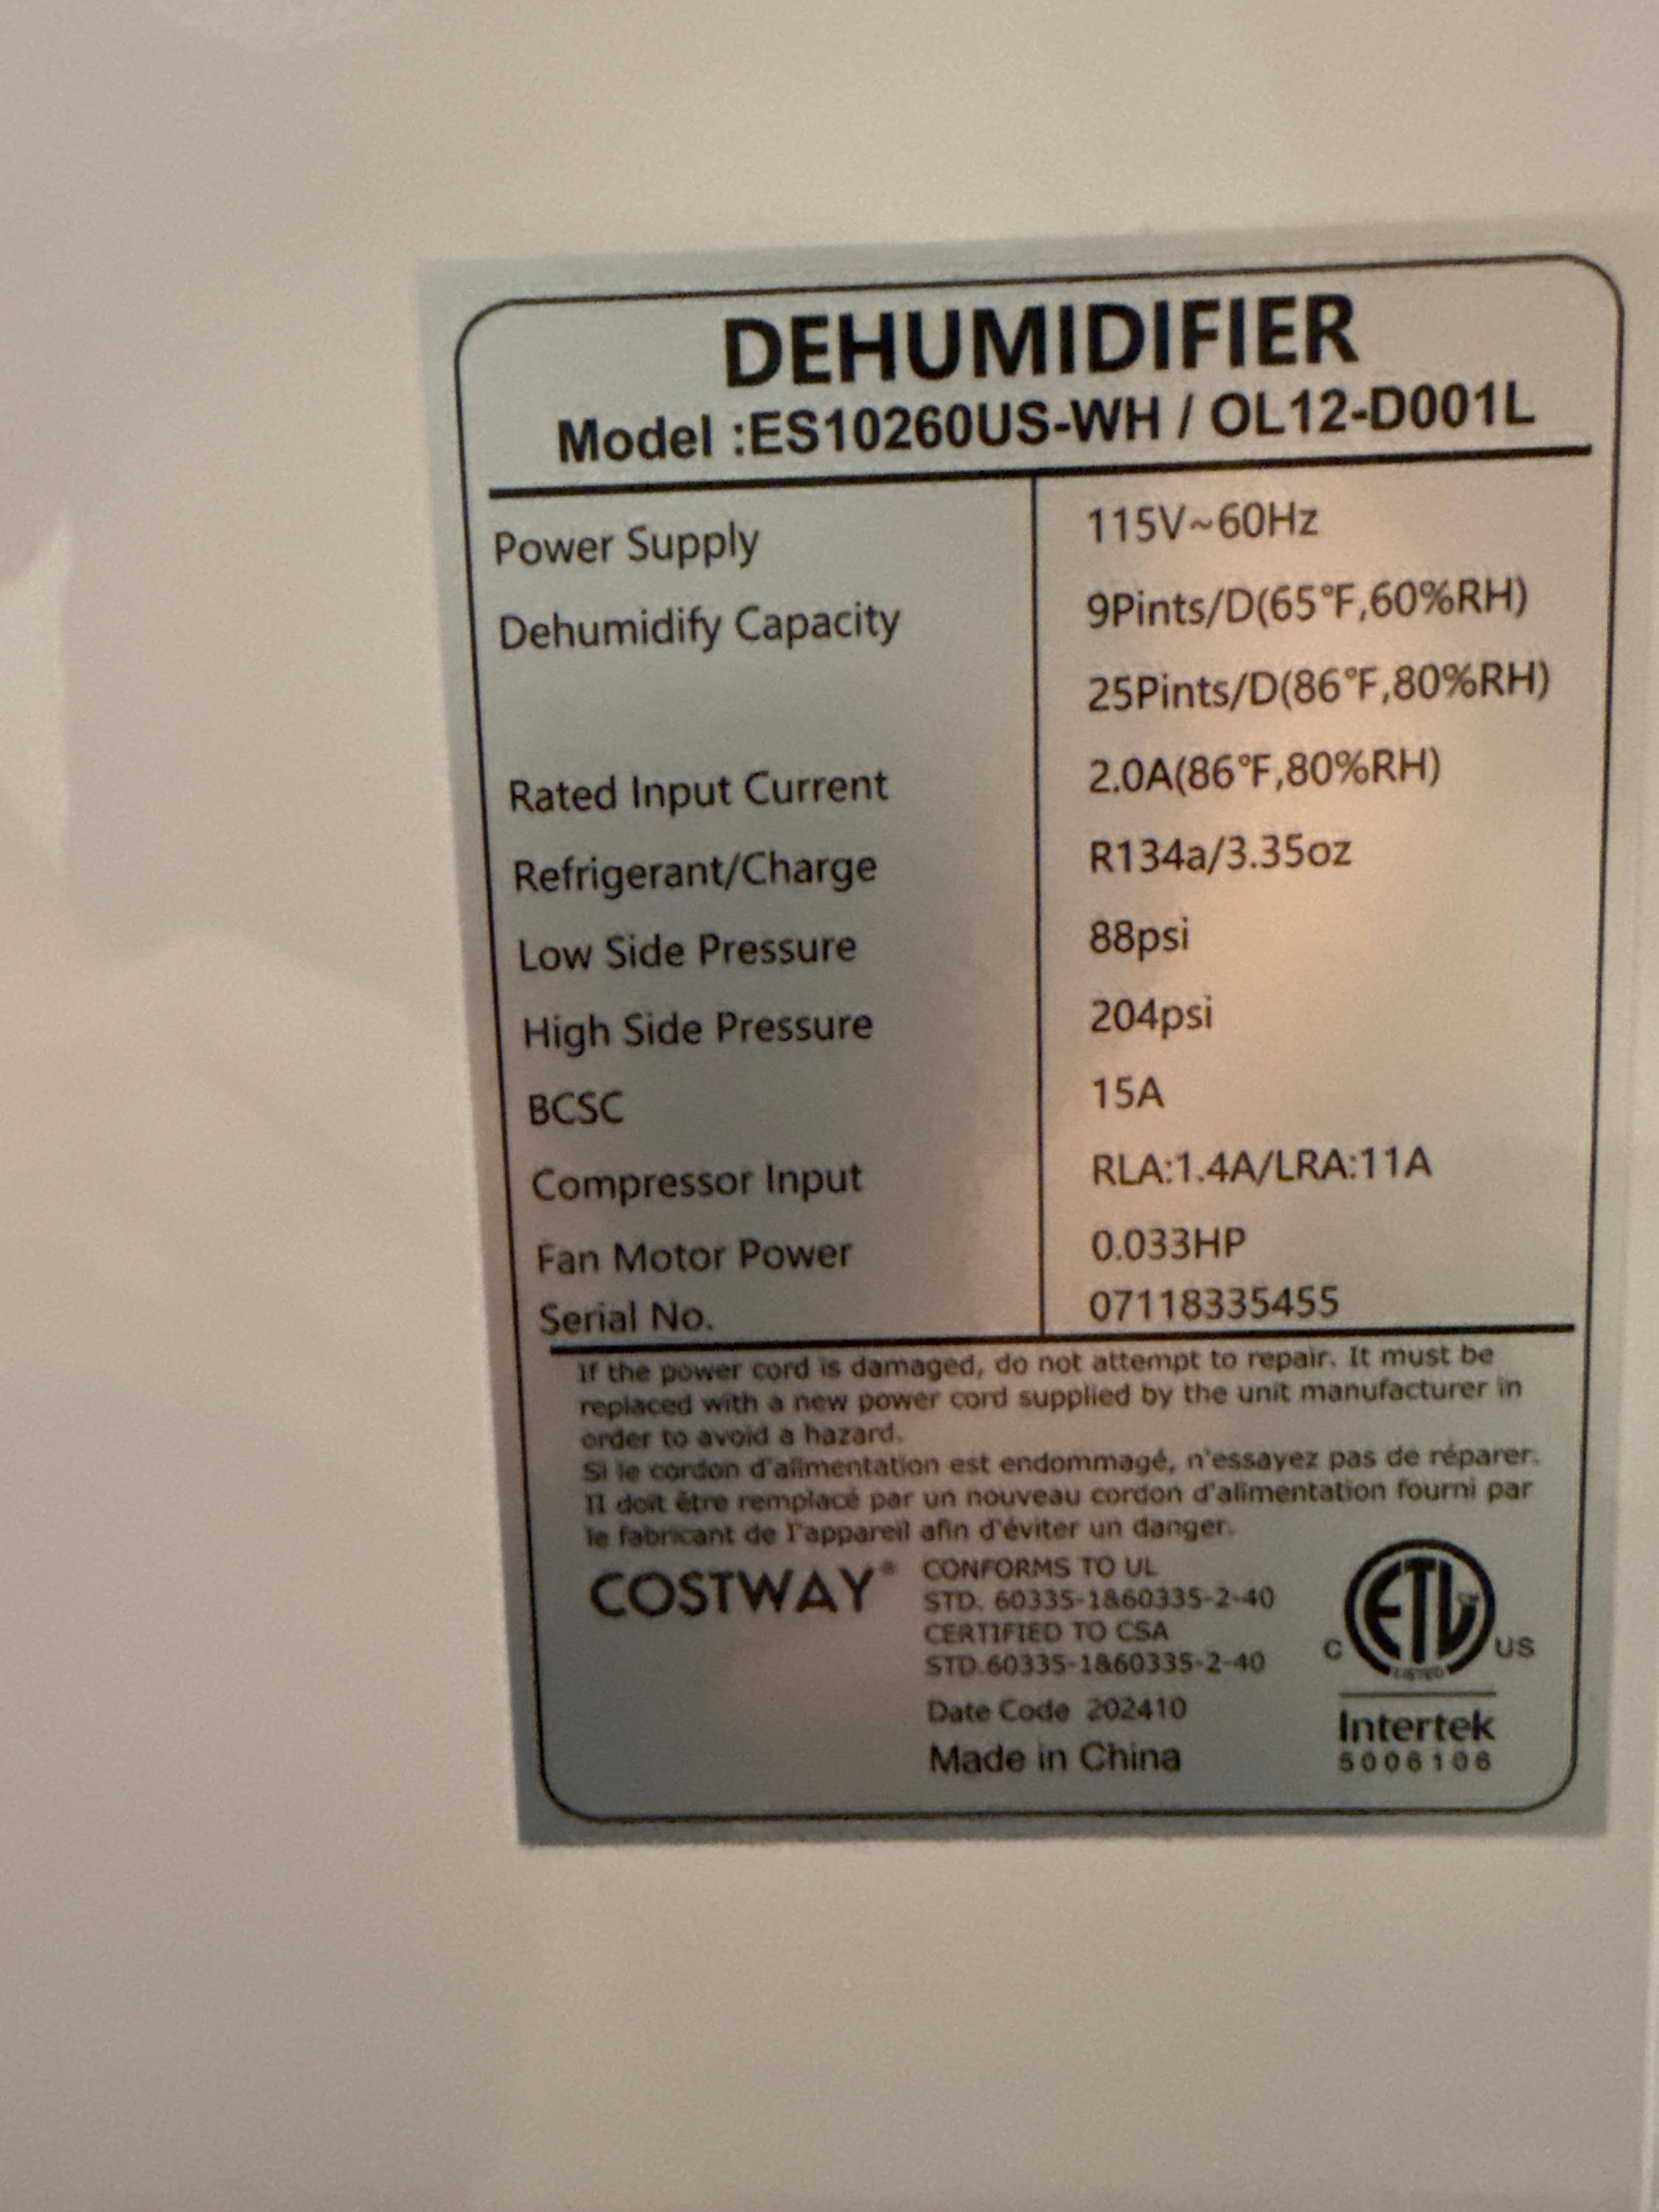 DEHUMIDIFIER
Model :ES10260US-WH / OL12-D001L
Power Supply 115V~60Hz
Dehumidify Capacity 9Pints/D(65°F,60%RH)
25Pints/D(86°F,80%RH)
Rated Input Current 2.0A(86°F,80%RH)
Refrigerant/Charge R134a/3.35oz
Low Side Pressure 88psi
High Side Pressure 204psi
BCSC 15A
Compressor Input RLA:1.4A/LRA:11A
Fan Motor Power 0.033HP
Serial No. 07118335455
If the power cord is damaged, do not attempt to repair. It must be
replaced with a new power cord supplied by the unit manufacturer in
order to avoid a hazard.
Si le cordon d'alimentation est endommagé, n'essayez pas de réparer.
Il doit être remplacé par un nouveau cordon d'alimentation fourni par
le fabricant de l'appareil afin d'éviter un danger.
COSTWAY®
CONFORMS TO UL
STD. 60335-1&60335-2-40
CERTIFIED TO CSA
STD.60335-1&60335-2-40
Date Code 202410
Made in China
C ETL CM US
LISTED
Intertek
5006106